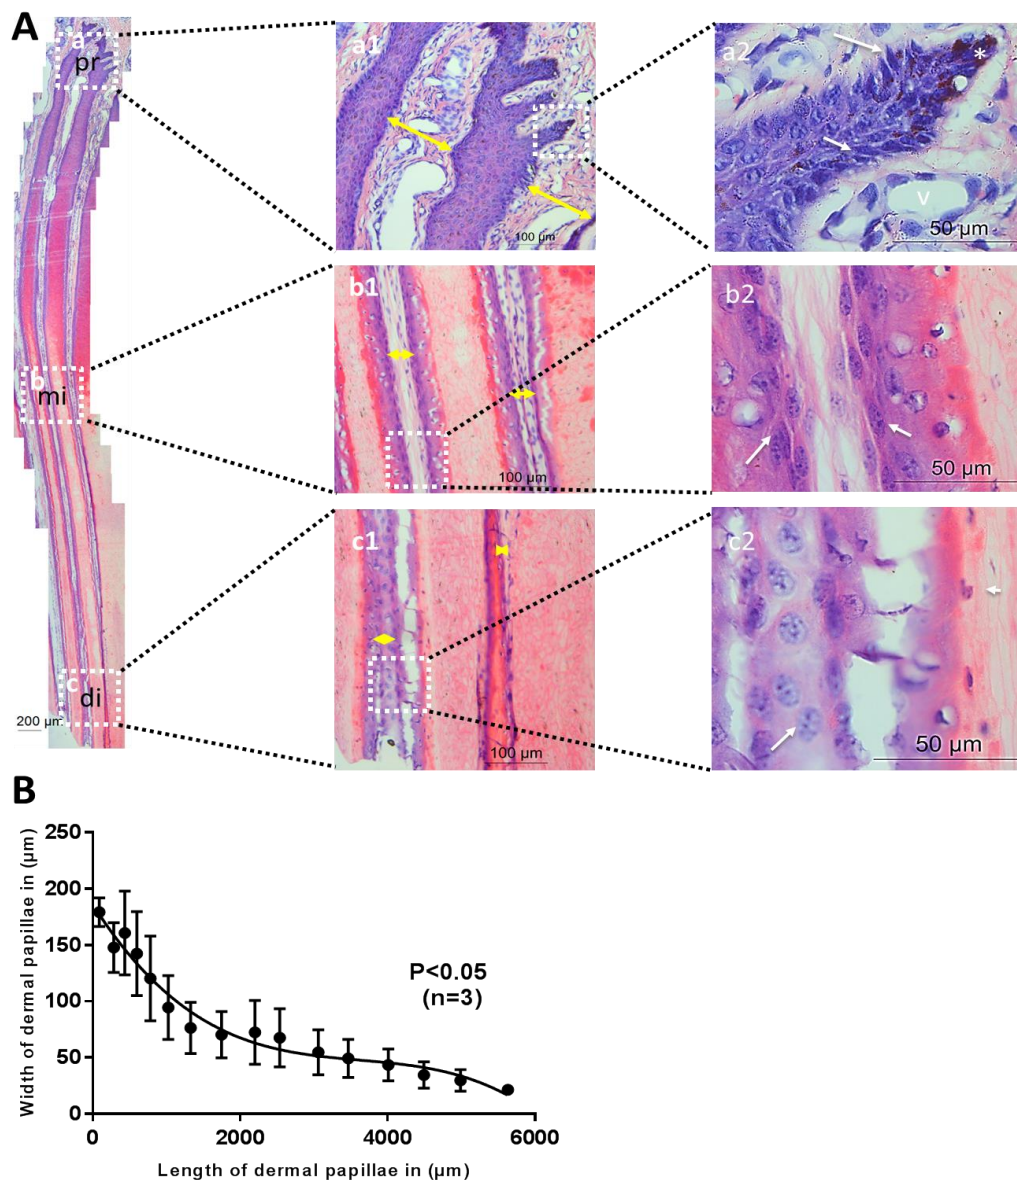 A
a
pr
a1
100 µm
a2
*
v
50 µm
b
mi
b1
100 µm
b2
50 µm
c
di
200 µm
c1
100 µm
c2
50 µm
B
Width of dermal papillae in (µm)
250
200
150
100
50
0
P<0.05
(n=3)
0 2000 4000 6000
Length of dermal papillae in (µm)